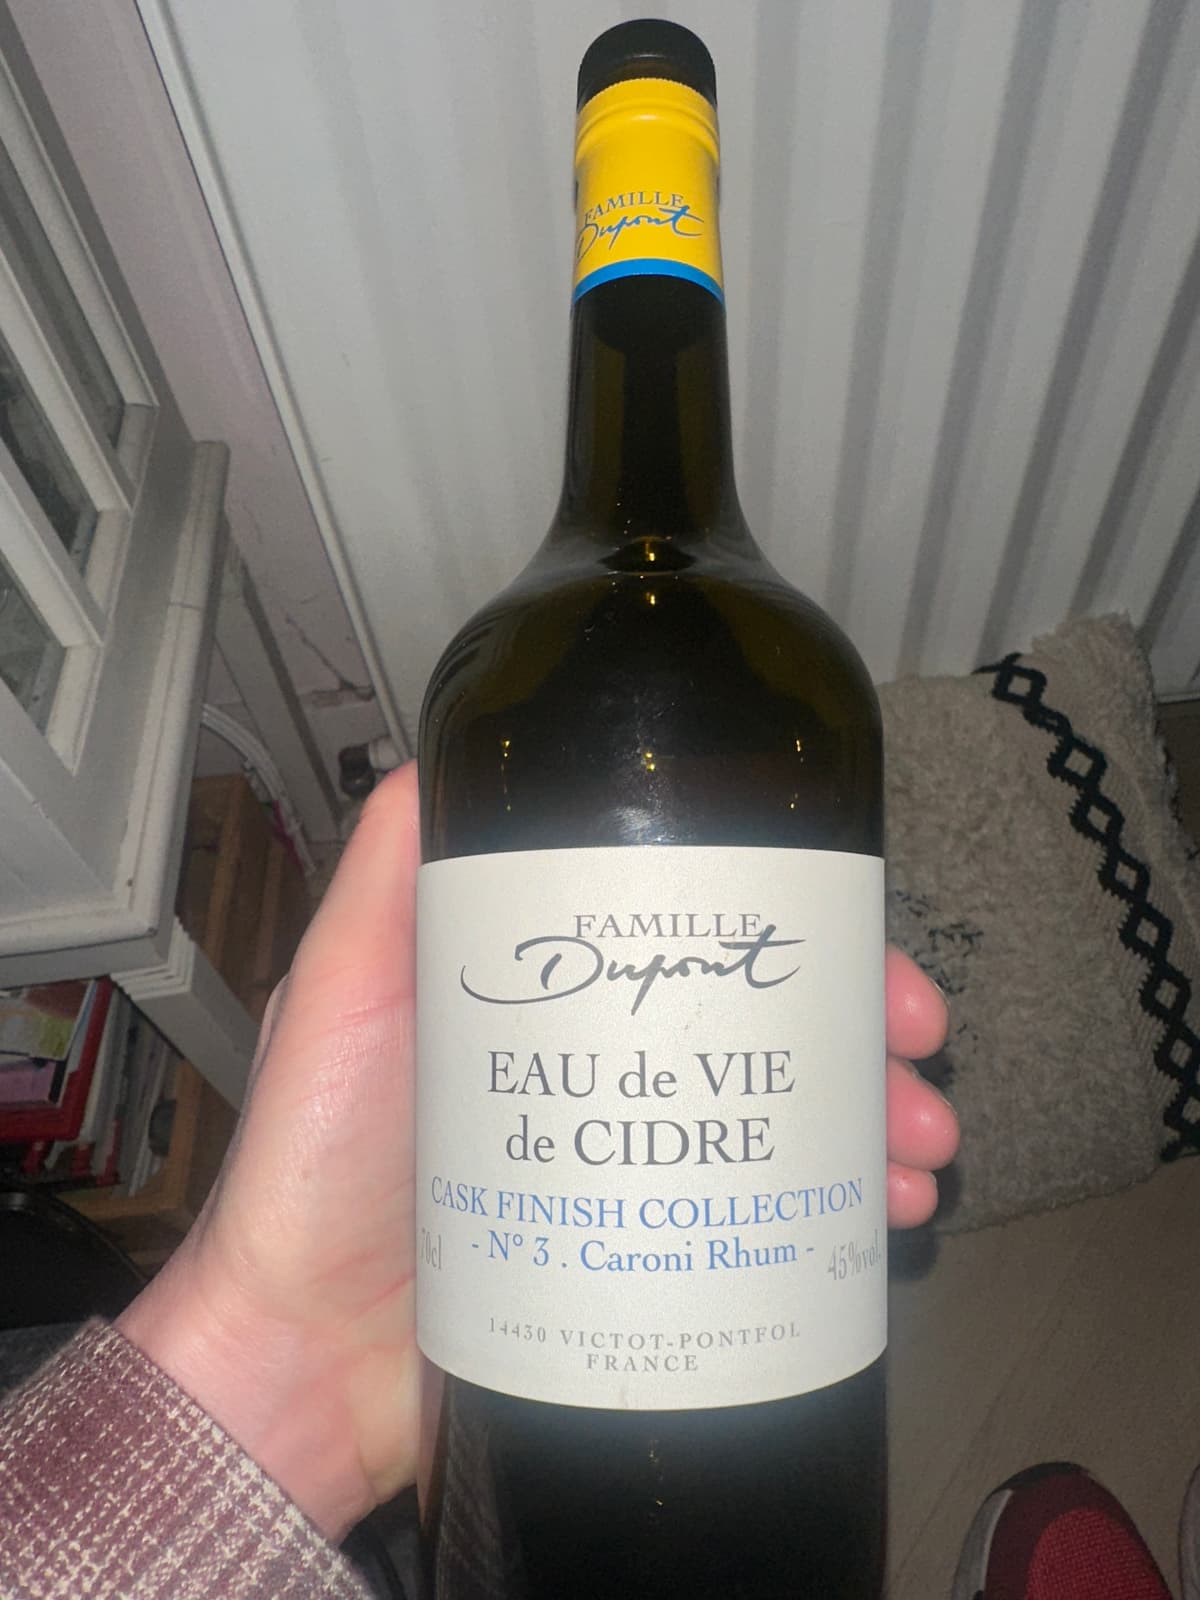 FAMILLE
Dupont
FAMILLE
Dupont
EAU de VIE
de CIDRE
CASK FINISH COLLECTION
70cl - N° 3 . Caroni Rhum - 45%vol.
14430 VICTOT-PONTFOL
FRANCE